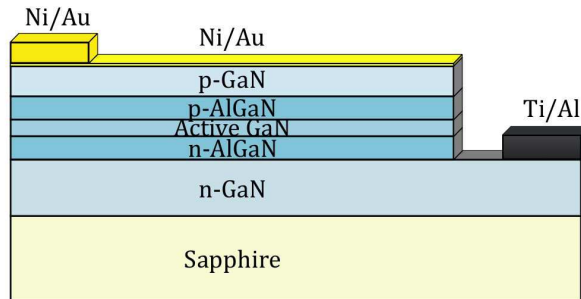 Ni/Au
Ni/Au
p-GaN
p-AlGaN
Active GaN
n-AlGaN
Ti/Al
n-GaN
Sapphire